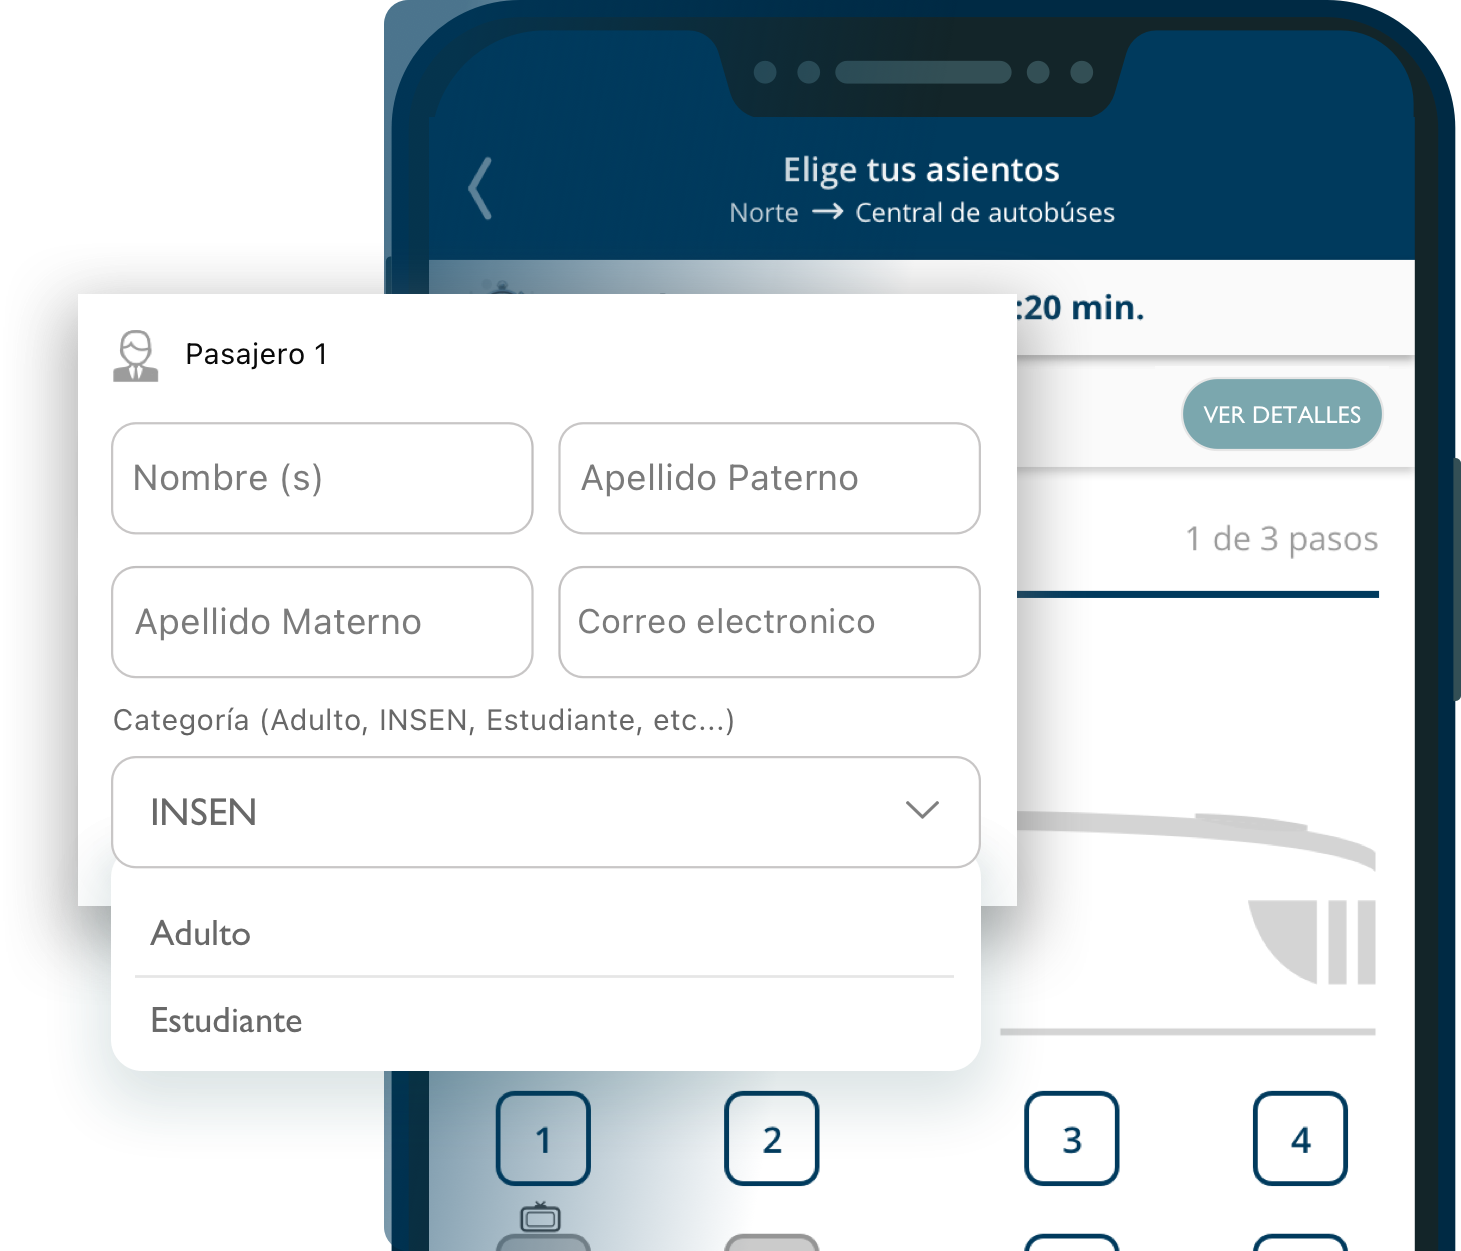 Elige tus asientos
Norte → Central de autobúses
:20 min.
Pasajero 1
VER DETALLES
Nombre (s)
Apellido Paterno
1 de 3 pasos
Apellido Materno
Correo electronico
Categoría (Adulto, INSEN, Estudiante, etc...)
INSEN
Adulto
Estudiante
1 2 3 4